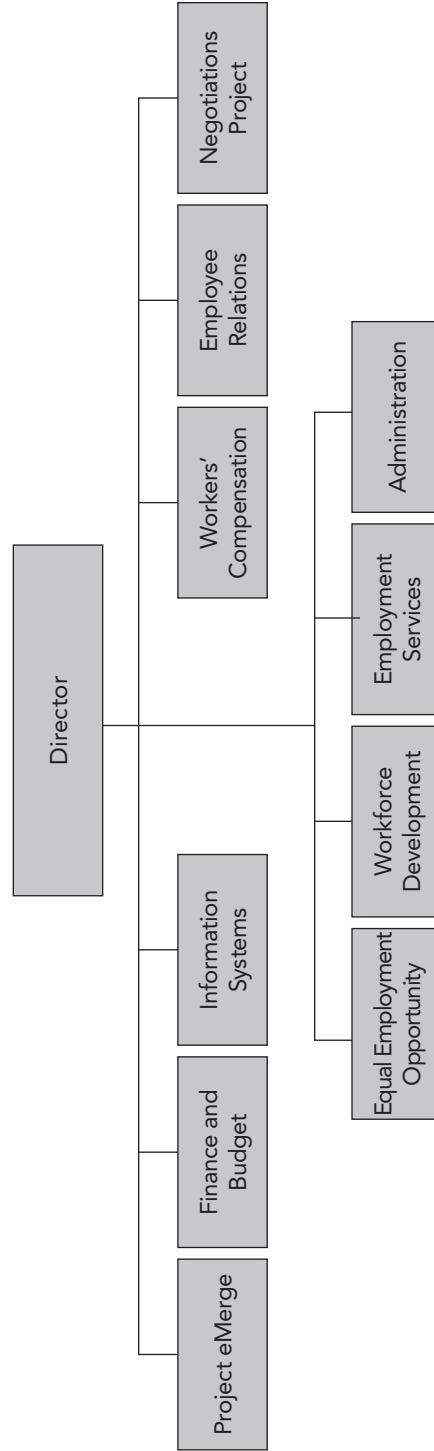 Director
Project eMerge
Finance and
Budget
Information
Systems
Workers'
Compensation
Employee
Relations
Negotiations
Project
Equal Employment
Opportunity
Workforce
Development
Employment
Services
Administration